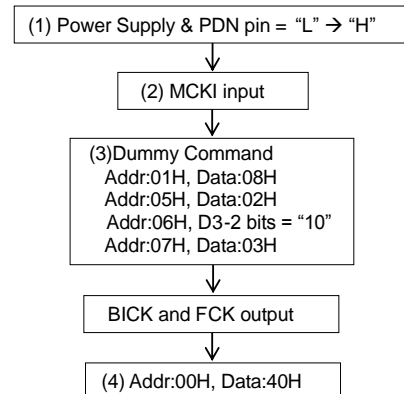 (1) Power Supply & PDN pin = “L” → “H”
(2) MCKI input
(3)Dummy Command
Addr:01H, Data:08H
Addr:05H, Data:02H
Addr:06H, D3-2 bits = “10”
Addr:07H, Data:03H
BICK and FCK output
(4) Addr:00H, Data:40H